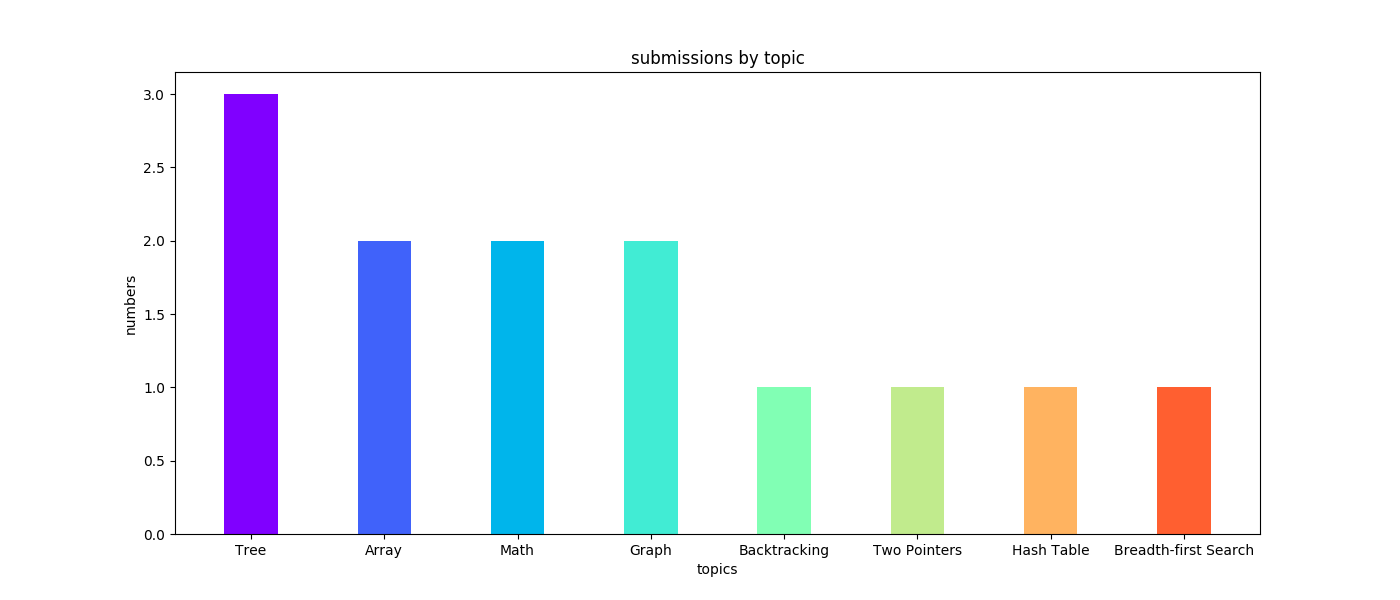 submissions by topic
3.0
2.5
2.0
1.5
1.0
0.5
0.0
numbers
Tree Array Math Graph Backtracking Two Pointers Hash Table Breadth-first Search
topics